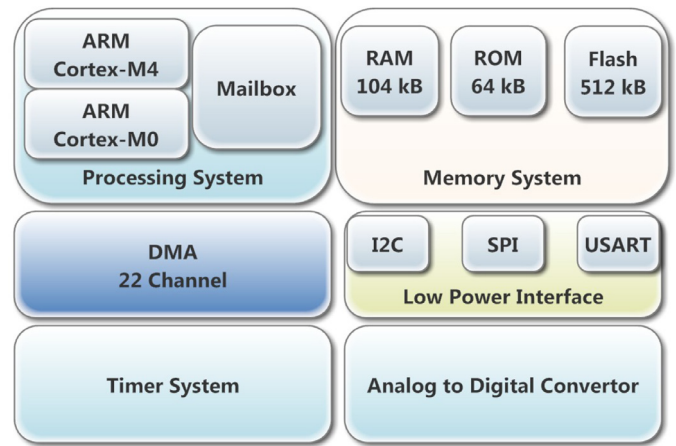 ARM
Cortex-M4
ARM
Cortex-M0
Mailbox
Processing System
RAM
104 kB
ROM
64 kB
Flash
512 kB
Memory System
DMA
22 Channel
I2C
SPI
USART
Low Power Interface
Timer System
Analog to Digital Convertor